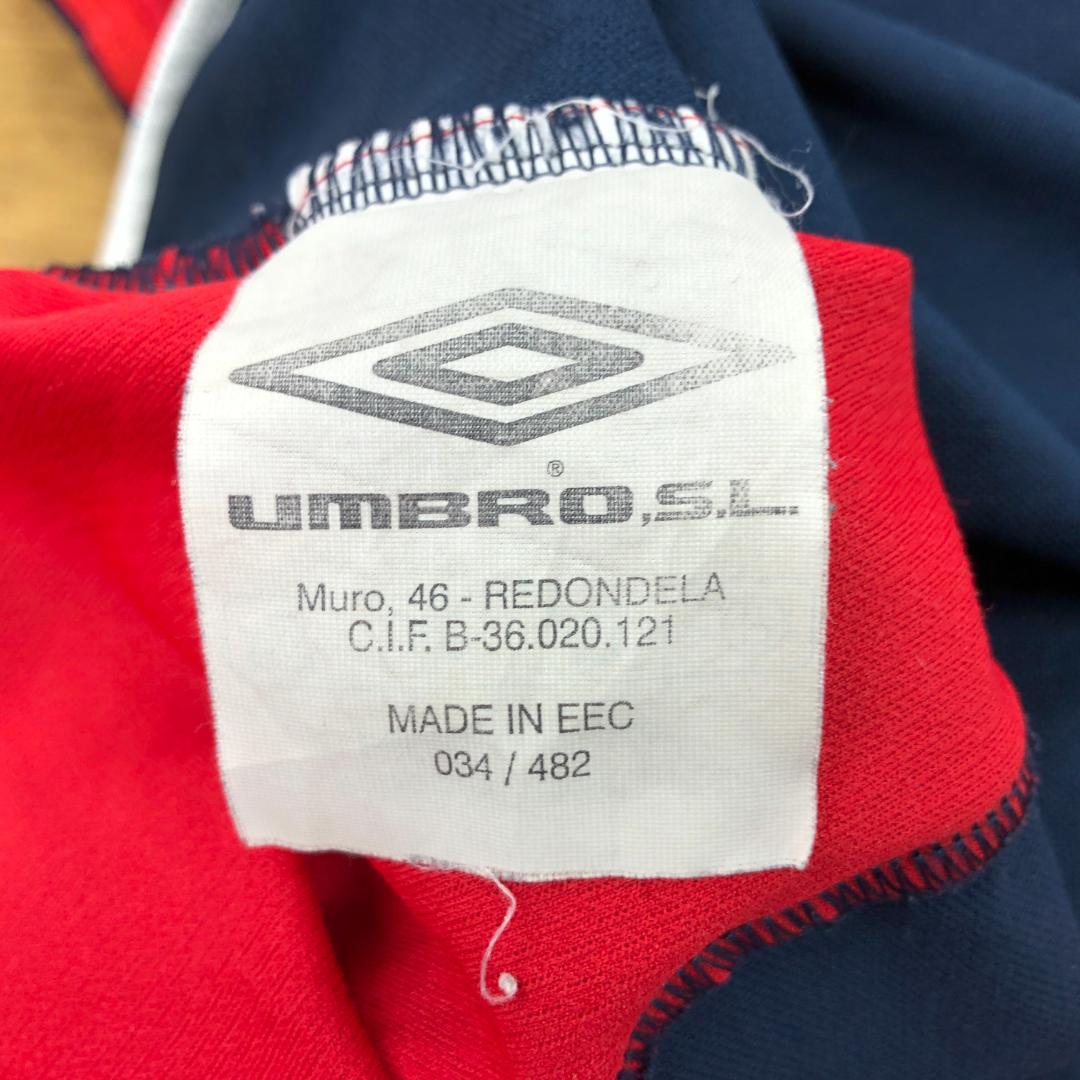 ®
UMBRO,S.L.
Muro, 46 - REDONDELA
C.I.F. B-36.020.121
MADE IN EEC
034 / 482